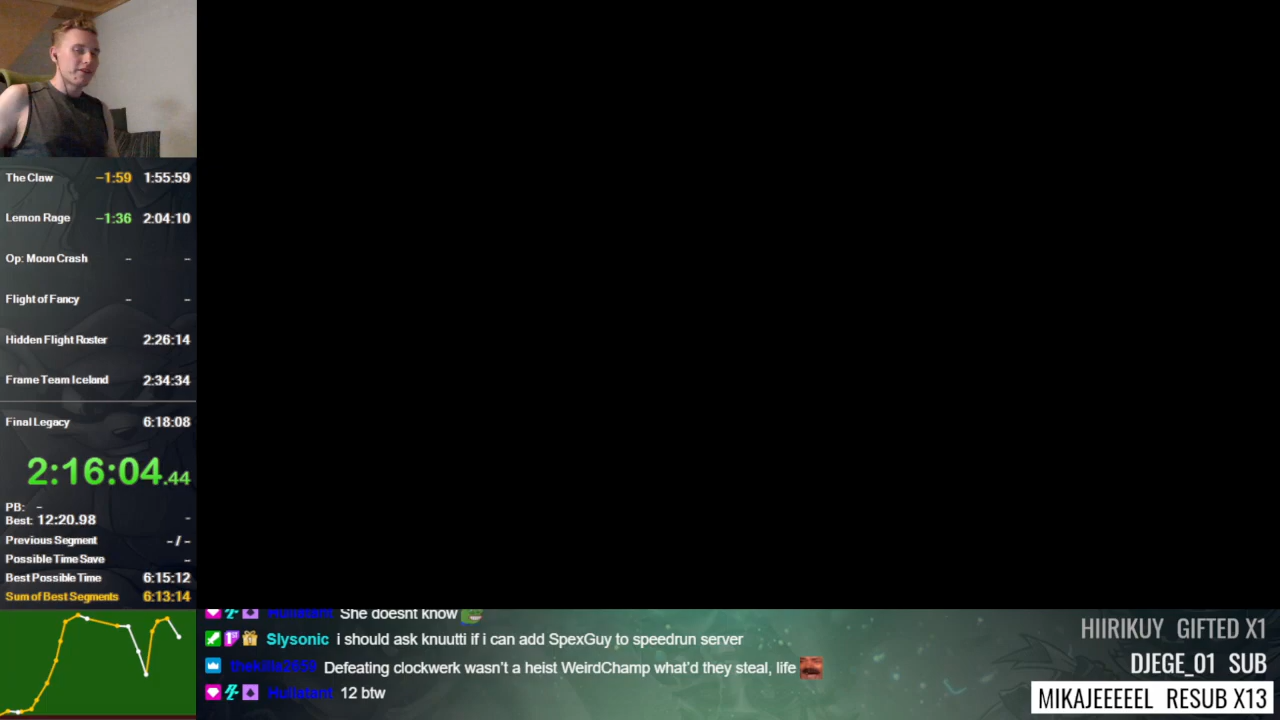 The Claw −1:59 1:55:59
Lemon Rage −1:36 2:04:10
Op: Moon Crash – –
Flight of Fancy – –
Hidden Flight Roster 2:26:14
Frame Team Iceland 2:34:34
Final Legacy 6:18:08
2:16:04.44
PB: –
Best: 12:20.98 –
Previous Segment – / –
Possible Time Save –
Best Possible Time 6:15:12
Sum of Best Segments 6:13:14
Hullatant She doesnt know
Slysonic i should ask knuutti if i can add SpexGuy to speedrun server
thekilla2659 Defeating clockwerk wasn't a heist WeirdChamp what'd they steal, life
Hullatant 12 btw
HIIRIKUY GIFTED X1
DJEGE_01 SUB
MIKAJEEEEEL RESUB X13